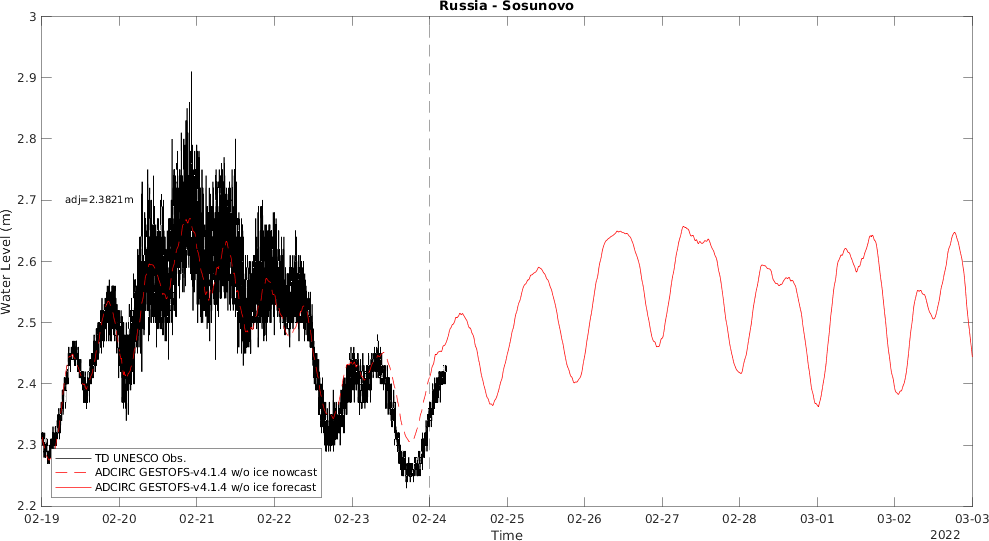 Russia - Sosunovo
3
2.9
2.8
2.7
2.6
2.5
2.4
2.3
2.2
Water Level (m)
adj=2.3821m
TD UNESCO Obs.
ADCIRC GESTOFS-v4.1.4 w/o ice nowcast
ADCIRC GESTOFS-v4.1.4 w/o ice forecast
02-19 02-20 02-21 02-22 02-23 02-24 02-25 02-26 02-27 02-28 03-01 03-02 03-03
Time
2022